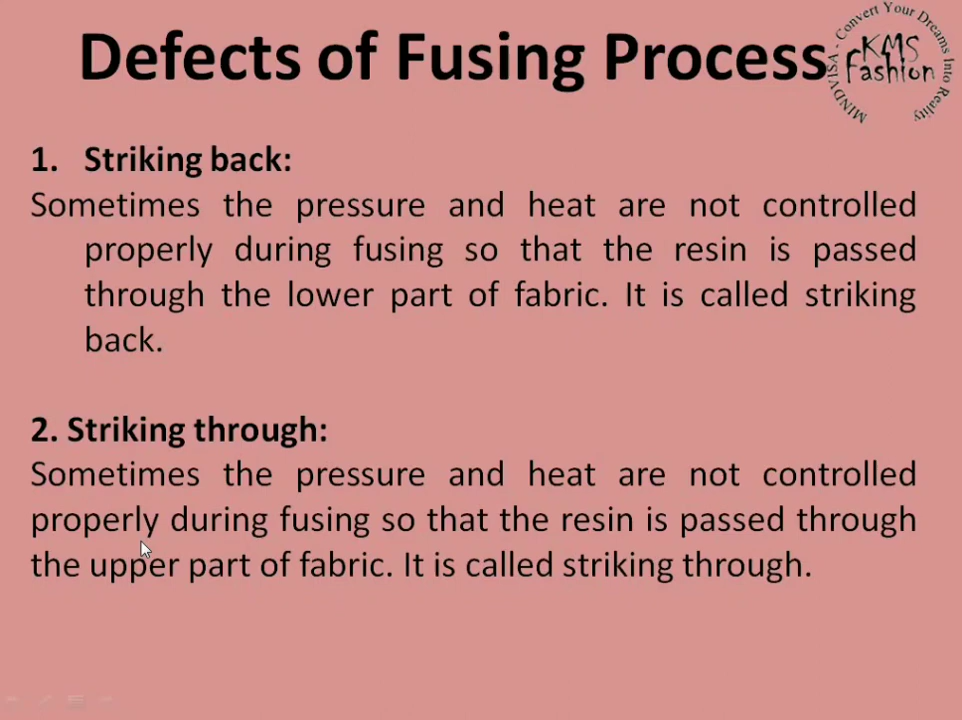 Defects of Fusing Process
MINDVISA - Convert Your Dreams Into Reality
KMS
Fashion
1. Striking back:
Sometimes the pressure and heat are not controlled
properly during fusing so that the resin is passed
through the lower part of fabric. It is called striking
back.
2. Striking through:
Sometimes the pressure and heat are not controlled
properly during fusing so that the resin is passed through
the upper part of fabric. It is called striking through.